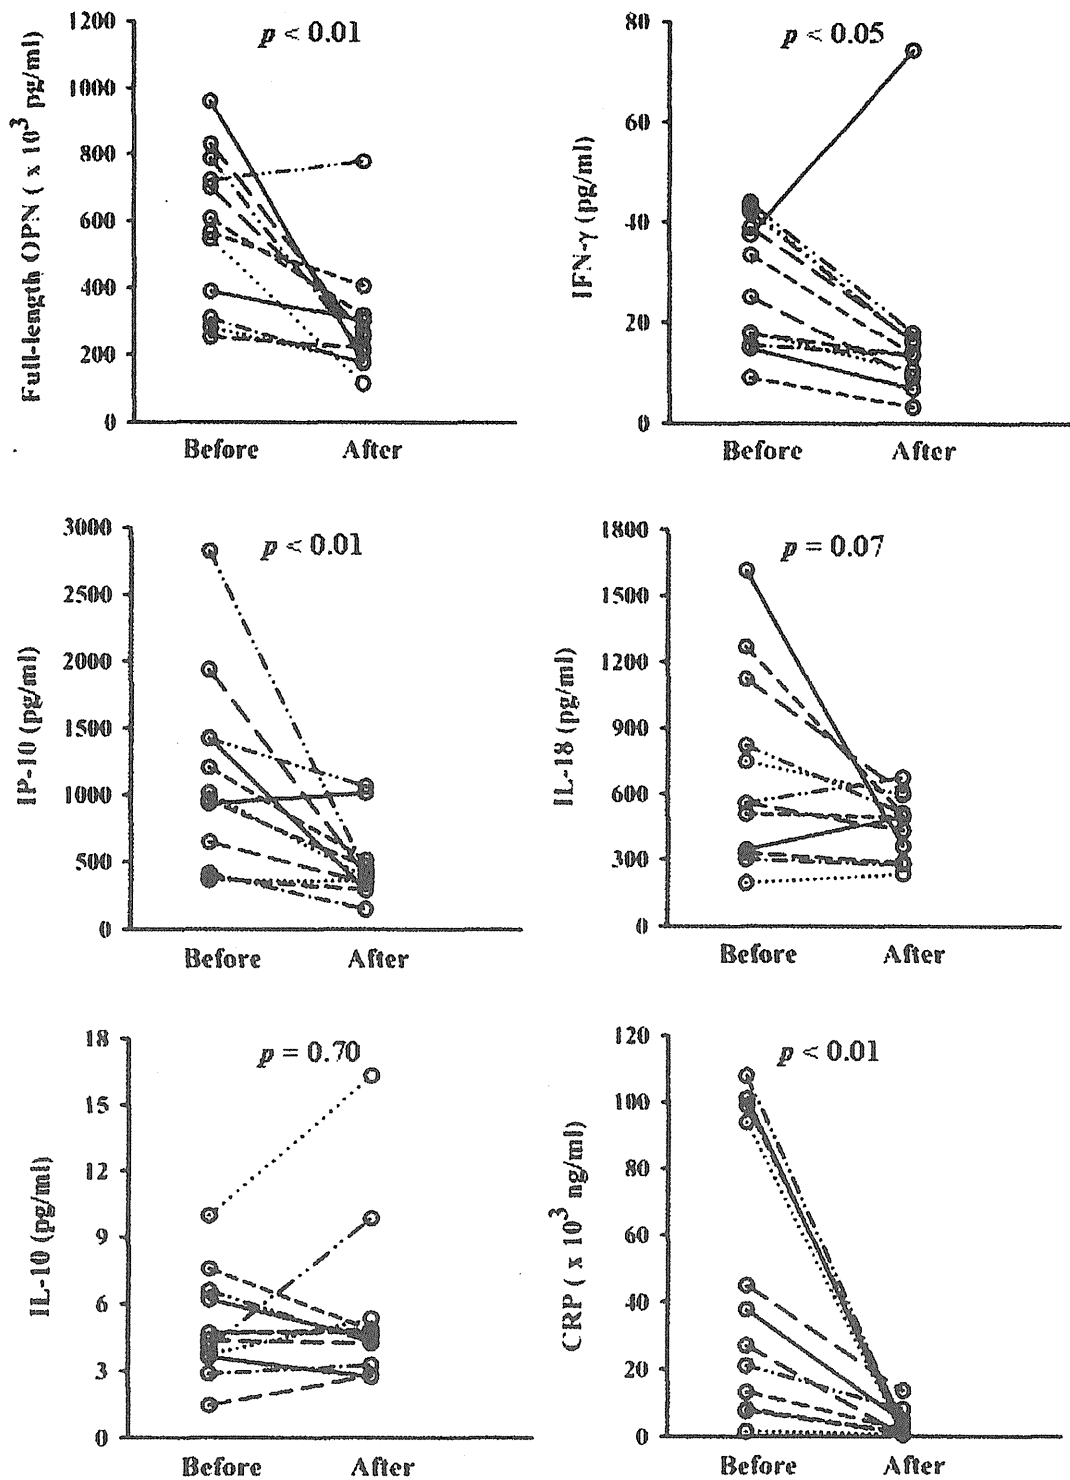 Full-length OPN ( x 10³ pg/ml)
1200
1000
800
600
400
200
0
p < 0.01
Before After
IFN-γ (pg/ml)
80
60
40
20
0
p < 0.05
Before After
IP-10 (pg/ml)
3000
2500
2000
1500
1000
500
0
p < 0.01
Before After
IL-18 (pg/ml)
1800
1500
1200
900
600
300
0
p = 0.07
Before After
IL-10 (pg/ml)
18
15
12
9
6
3
0
p = 0.70
Before After
CRP ( x 10³ ng/ml)
120
100
80
60
40
20
0
p < 0.01
Before After